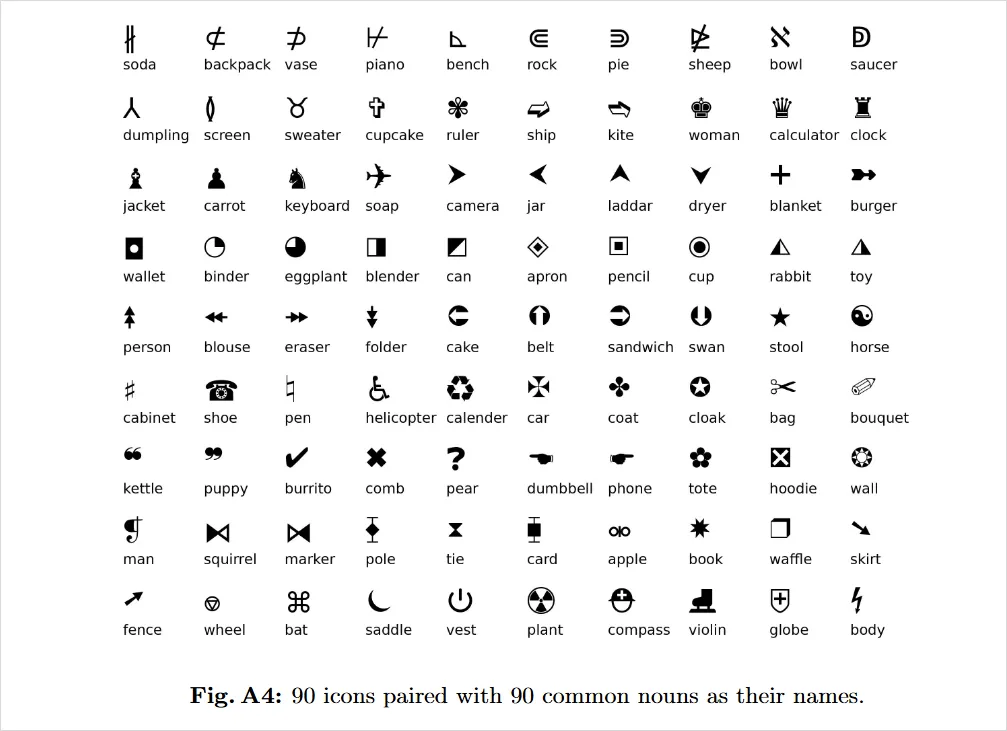 soda backpack vase piano bench rock pie sheep bowl saucer
dumpling screen sweater cupcake ruler ship kite woman calculator clock
jacket carrot keyboard soap camera jar laddar dryer blanket burger
wallet binder eggplant blender can apron pencil cup rabbit toy
person blouse eraser folder cake belt sandwich swan stool horse
cabinet shoe pen helicopter calender car coat cloak bag bouquet
kettle puppy burrito comb pear dumbbell phone tote hoodie wall
man squirrel marker pole tie card apple book waffle skirt
fence wheel bat saddle vest plant compass violin globe body
Fig. A4: 90 icons paired with 90 common nouns as their names.